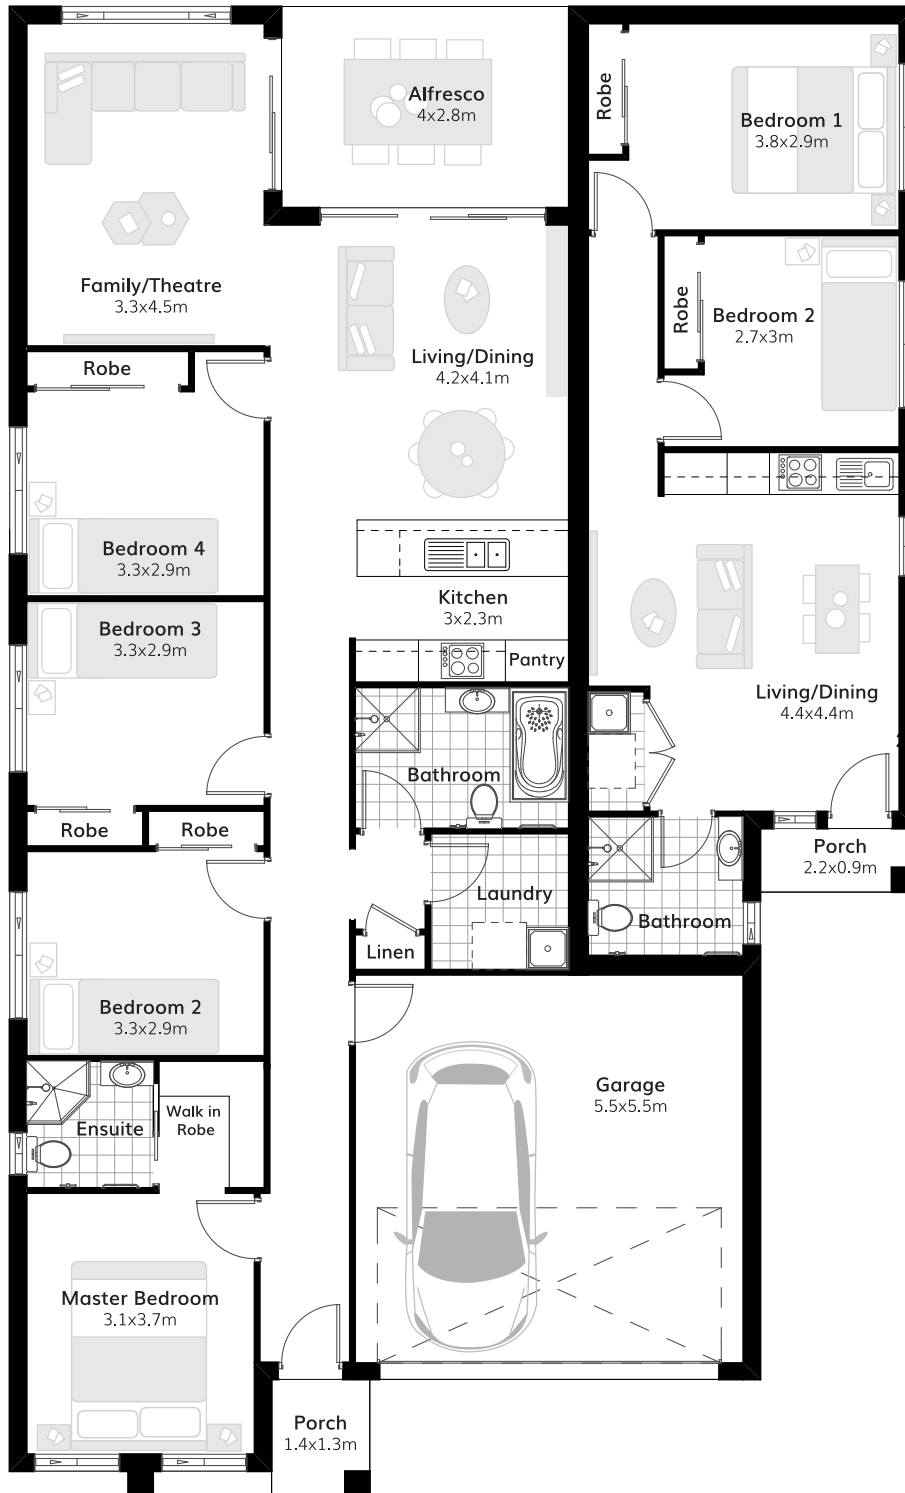 Alfresco
4x2.8m
Robe
Bedroom 1
3.8x2.9m
Family/Theatre
3.3x4.5m
Robe
Bedroom 2
2.7x3m
Living/Dining
4.2x4.1m
Robe
Bedroom 4
3.3x2.9m
Kitchen
3x2.3m
Pantry
Bedroom 3
3.3x2.9m
Living/Dining
4.4x4.4m
Bathroom
Robe
Robe
Porch
2.2x0.9m
Laundry
Bathroom
Linen
Bedroom 2
3.3x2.9m
Garage
5.5x5.5m
Ensuite
Walk in
Robe
Master Bedroom
3.1x3.7m
Porch
1.4x1.3m